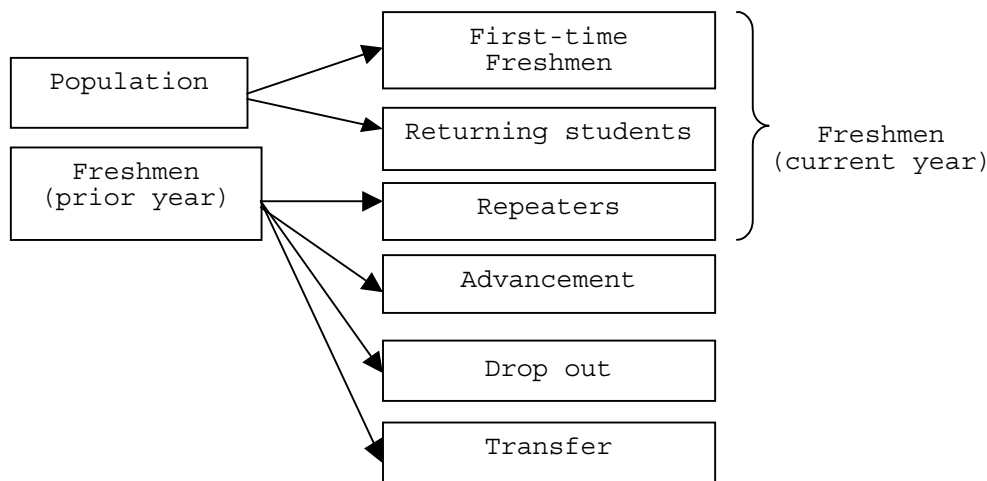 Population
Freshmen
(prior year)
First-time
Freshmen
Returning students
Repeaters
Advancement
Drop out
Transfer
Freshmen
(current year)